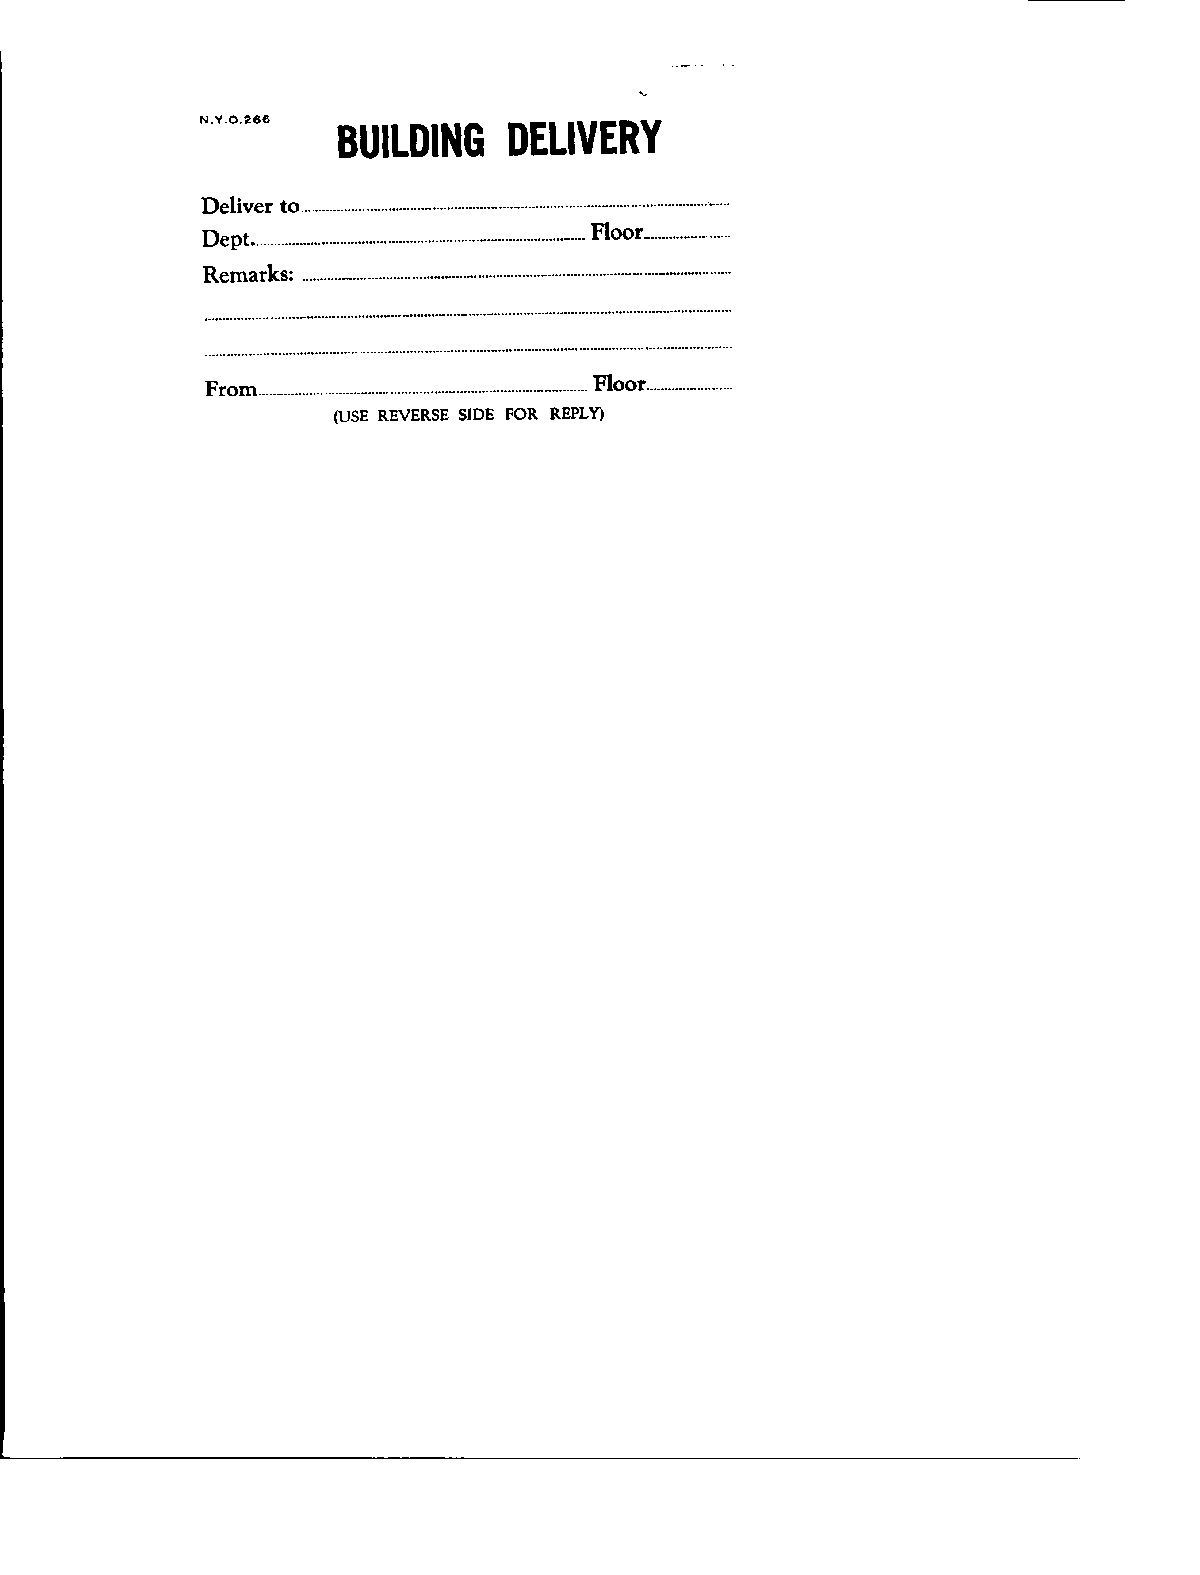 N.Y.O.266
BUILDING DELIVERY
Deliver to
Dept. Floor
Remarks:
From Floor
(USE REVERSE SIDE FOR REPLY)